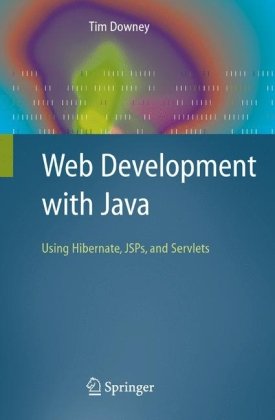 Tim Downey
Web Development
with Java
Using Hibernate, JSPs, and Servlets
Springer